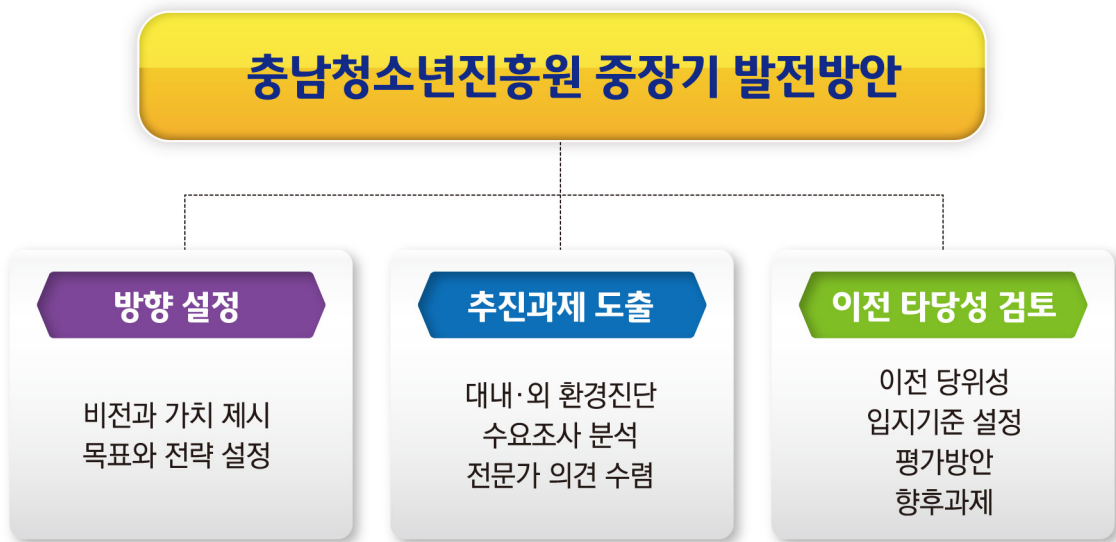 충남청소년진흥원 중장기 발전방안
방향 설정
비전과 가치 제시
목표와 전략 설정
추진과제 도출
대내·외 환경진단
수요조사 분석
전문가 의견 수렴
이전 타당성 검토
이전 당위성
입지기준 설정
평가방안
향후과제